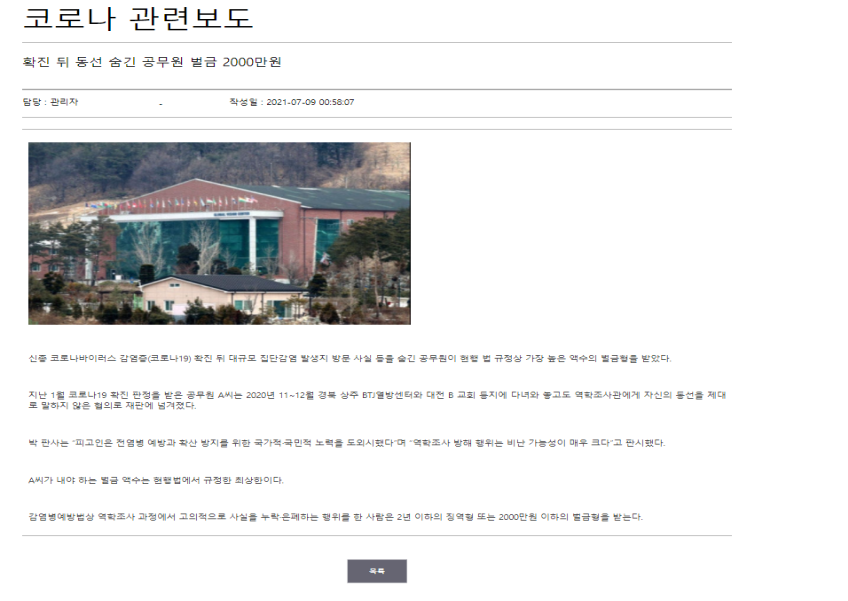 코로나 관련보도
확진 뒤 동선 숨긴 공무원 벌금 2000만원
담당 : 관리자 - 작성일 : 2021-07-09 00:58:07
신종 코로나바이러스 감염증(코로나19) 확진 뒤 대규모 집단감염 발생지 방문 사실 등을 숨긴 공무원이 현행 법 규정상 가장 높은 액수의 벌금형을 받았다.
지난 1월 코로나19 확진 판정을 받은 공무원 A씨는 2020년 11~12월 경북 상주 BTJ열방센터와 대전 B 교회 등지에 다녀와 놓고도 역학조사관에게 자신의 동선을 제대
로 말하지 않은 혐의로 재판에 넘겨졌다.
박 판사는 "피고인은 전염병 예방과 확산 방지를 위한 국가적·국민적 노력을 도외시했다"며 "역학조사 방해 행위는 비난 가능성이 매우 크다"고 판시했다.
A씨가 내야 하는 벌금 액수는 현행법에서 규정한 최상한이다.
감염병예방법상 역학조사 과정에서 고의적으로 사실을 누락·은폐하는 행위를 한 사람은 2년 이하의 징역형 또는 2000만원 이하의 벌금형을 받는다.
목록